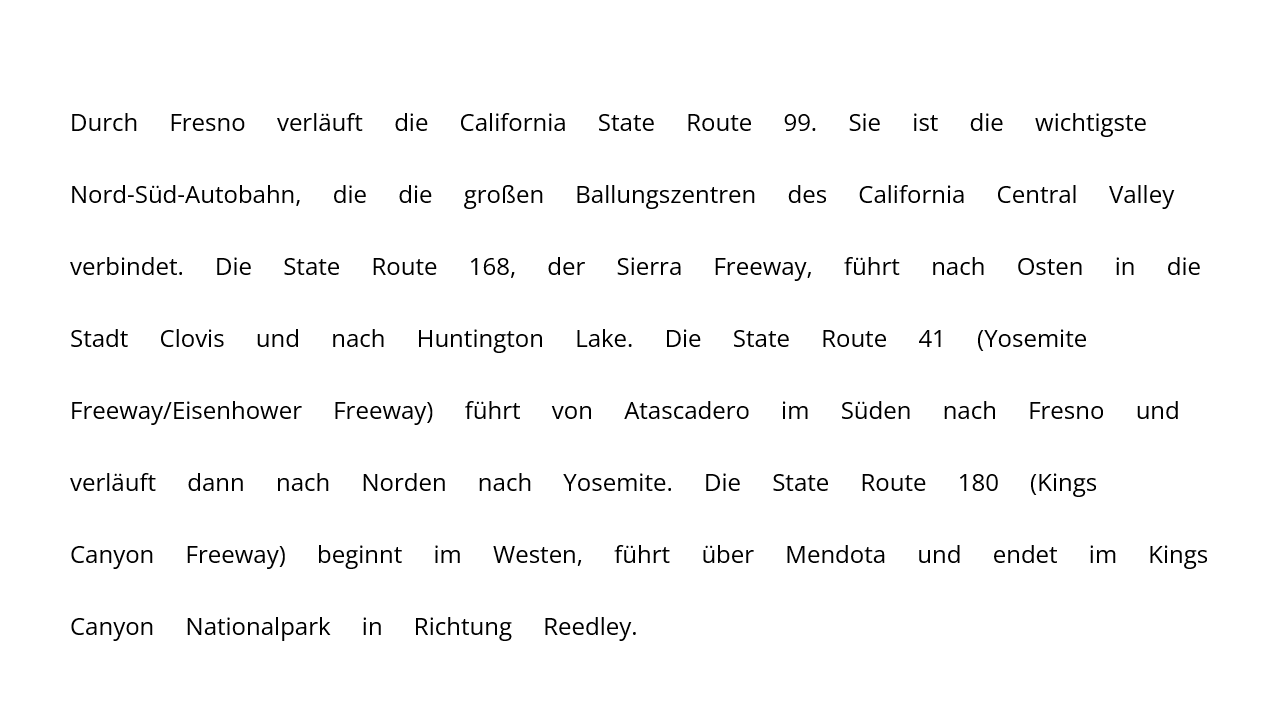 Durch Fresno verläuft die California State Route 99. Sie ist die wichtigste
Nord-Süd-Autobahn, die die großen Ballungszentren des California Central Valley
verbindet. Die State Route 168, der Sierra Freeway, führt nach Osten in die
Stadt Clovis und nach Huntington Lake. Die State Route 41 (Yosemite
Freeway/Eisenhower Freeway) führt von Atascadero im Süden nach Fresno und
verläuft dann nach Norden nach Yosemite. Die State Route 180 (Kings
Canyon Freeway) beginnt im Westen, führt über Mendota und endet im Kings
Canyon Nationalpark in Richtung Reedley.